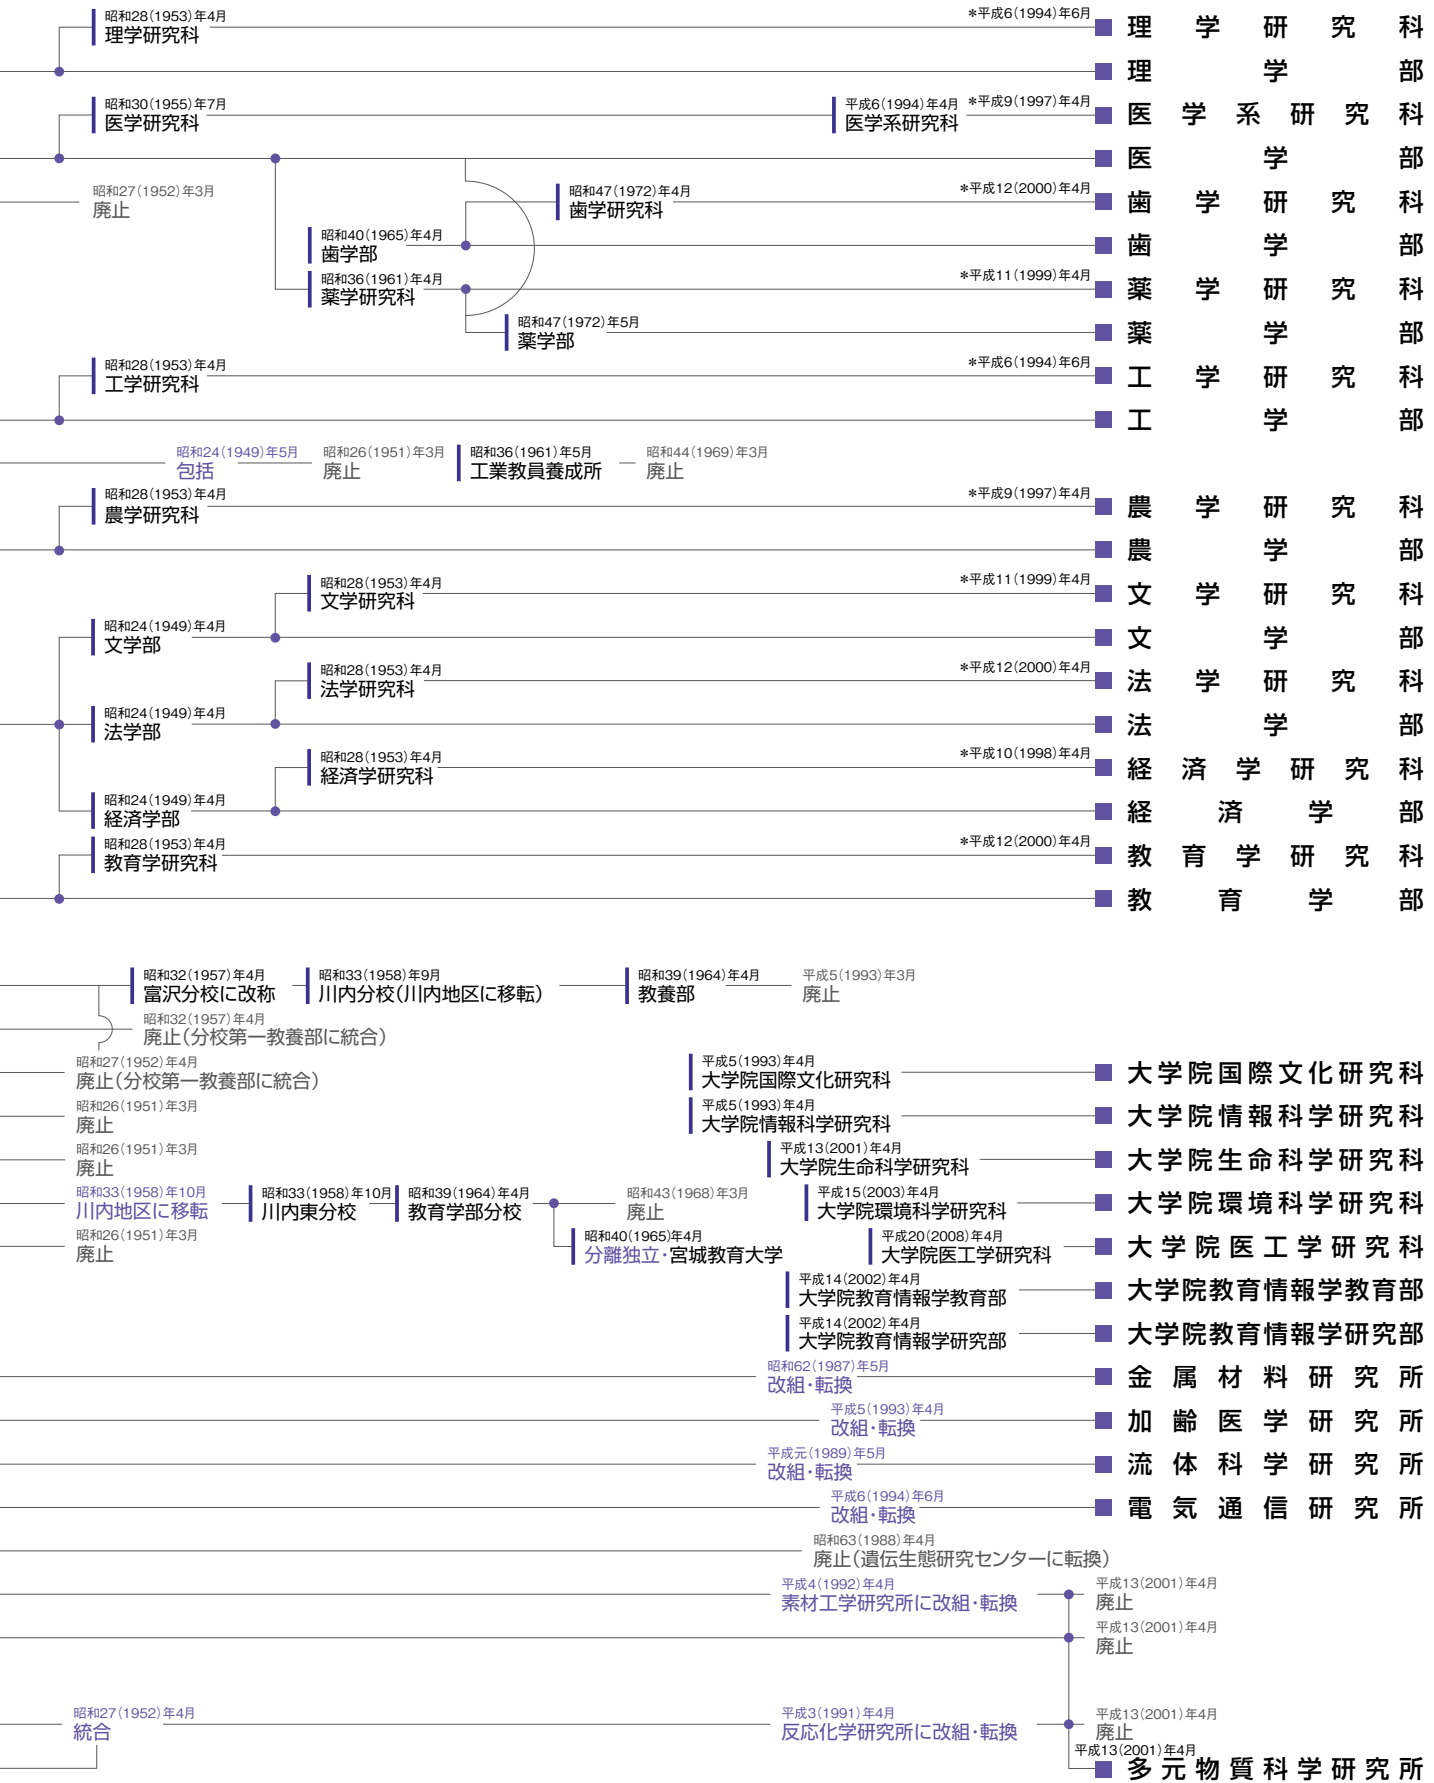 昭和28(1953)年4月
理学研究科
＊平成6(1994)年6月
理学研究科
理学部
昭和30(1955)年7月
医学研究科
平成6(1994)年4月
医学系研究科
＊平成9(1997)年4月
医学系研究科
医学部
昭和27(1952)年3月
廃止
昭和47(1972)年4月
歯学研究科
＊平成12(2000)年4月
歯学研究科
昭和40(1965)年4月
歯学部
歯学部
昭和36(1961)年4月
薬学研究科
＊平成11(1999)年4月
薬学研究科
昭和47(1972)年5月
薬学部
薬学部
昭和28(1953)年4月
工学研究科
＊平成6(1994)年6月
工学研究科
工学部
昭和24(1949)年5月
包括
昭和26(1951)年3月
廃止
昭和36(1961)年5月
工業教員養成所
昭和44(1969)年3月
廃止
昭和28(1953)年4月
農学研究科
＊平成9(1997)年4月
農学研究科
農学部
昭和28(1953)年4月
文学研究科
＊平成11(1999)年4月
文学研究科
昭和24(1949)年4月
文学部
文学部
昭和28(1953)年4月
法学研究科
＊平成12(2000)年4月
法学研究科
昭和24(1949)年4月
法学部
法学部
昭和28(1953)年4月
経済学研究科
＊平成10(1998)年4月
経済学研究科
昭和24(1949)年4月
経済学部
経済学部
昭和28(1953)年4月
教育学研究科
＊平成12(2000)年4月
教育学研究科
教育学部
昭和32(1957)年4月
富沢分校に改称
昭和33(1958)年9月
川内分校(川内地区に移転)
昭和39(1964)年4月
教養部
平成5(1993)年3月
廃止
昭和32(1957)年4月
廃止(分校第一教養部に統合)
昭和27(1952)年4月
廃止(分校第一教養部に統合)
平成5(1993)年4月
大学院国際文化研究科
大学院国際文化研究科
昭和26(1951)年3月
廃止
平成5(1993)年4月
大学院情報科学研究科
大学院情報科学研究科
昭和26(1951)年3月
廃止
平成13(2001)年4月
大学院生命科学研究科
大学院生命科学研究科
昭和33(1958)年10月
川内地区に移転
昭和33(1958)年10月
川内東分校
昭和39(1964)年4月
教育学部分校
昭和43(1968)年3月
廃止
平成15(2003)年4月
大学院環境科学研究科
大学院環境科学研究科
昭和26(1951)年3月
廃止
昭和40(1965)年4月
分離独立・宮城教育大学
平成20(2008)年4月
大学院医工学研究科
大学院医工学研究科
平成14(2002)年4月
大学院教育情報学教育部
大学院教育情報学教育部
平成14(2002)年4月
大学院教育情報学研究部
大学院教育情報学研究部
昭和62(1987)年5月
改組・転換
金属材料研究所
平成5(1993)年4月
改組・転換
加齢医学研究所
平成元(1989)年5月
改組・転換
流体科学研究所
平成6(1994)年6月
改組・転換
電気通信研究所
昭和63(1988)年4月
廃止(遺伝生態研究センターに転換)
平成4(1992)年4月
素材工学研究所に改組・転換
平成13(2001)年4月
廃止
平成13(2001)年4月
廃止
昭和27(1952)年4月
統合
平成3(1991)年4月
反応化学研究所に改組・転換
平成13(2001)年4月
廃止
平成13(2001)年4月
多元物質科学研究所